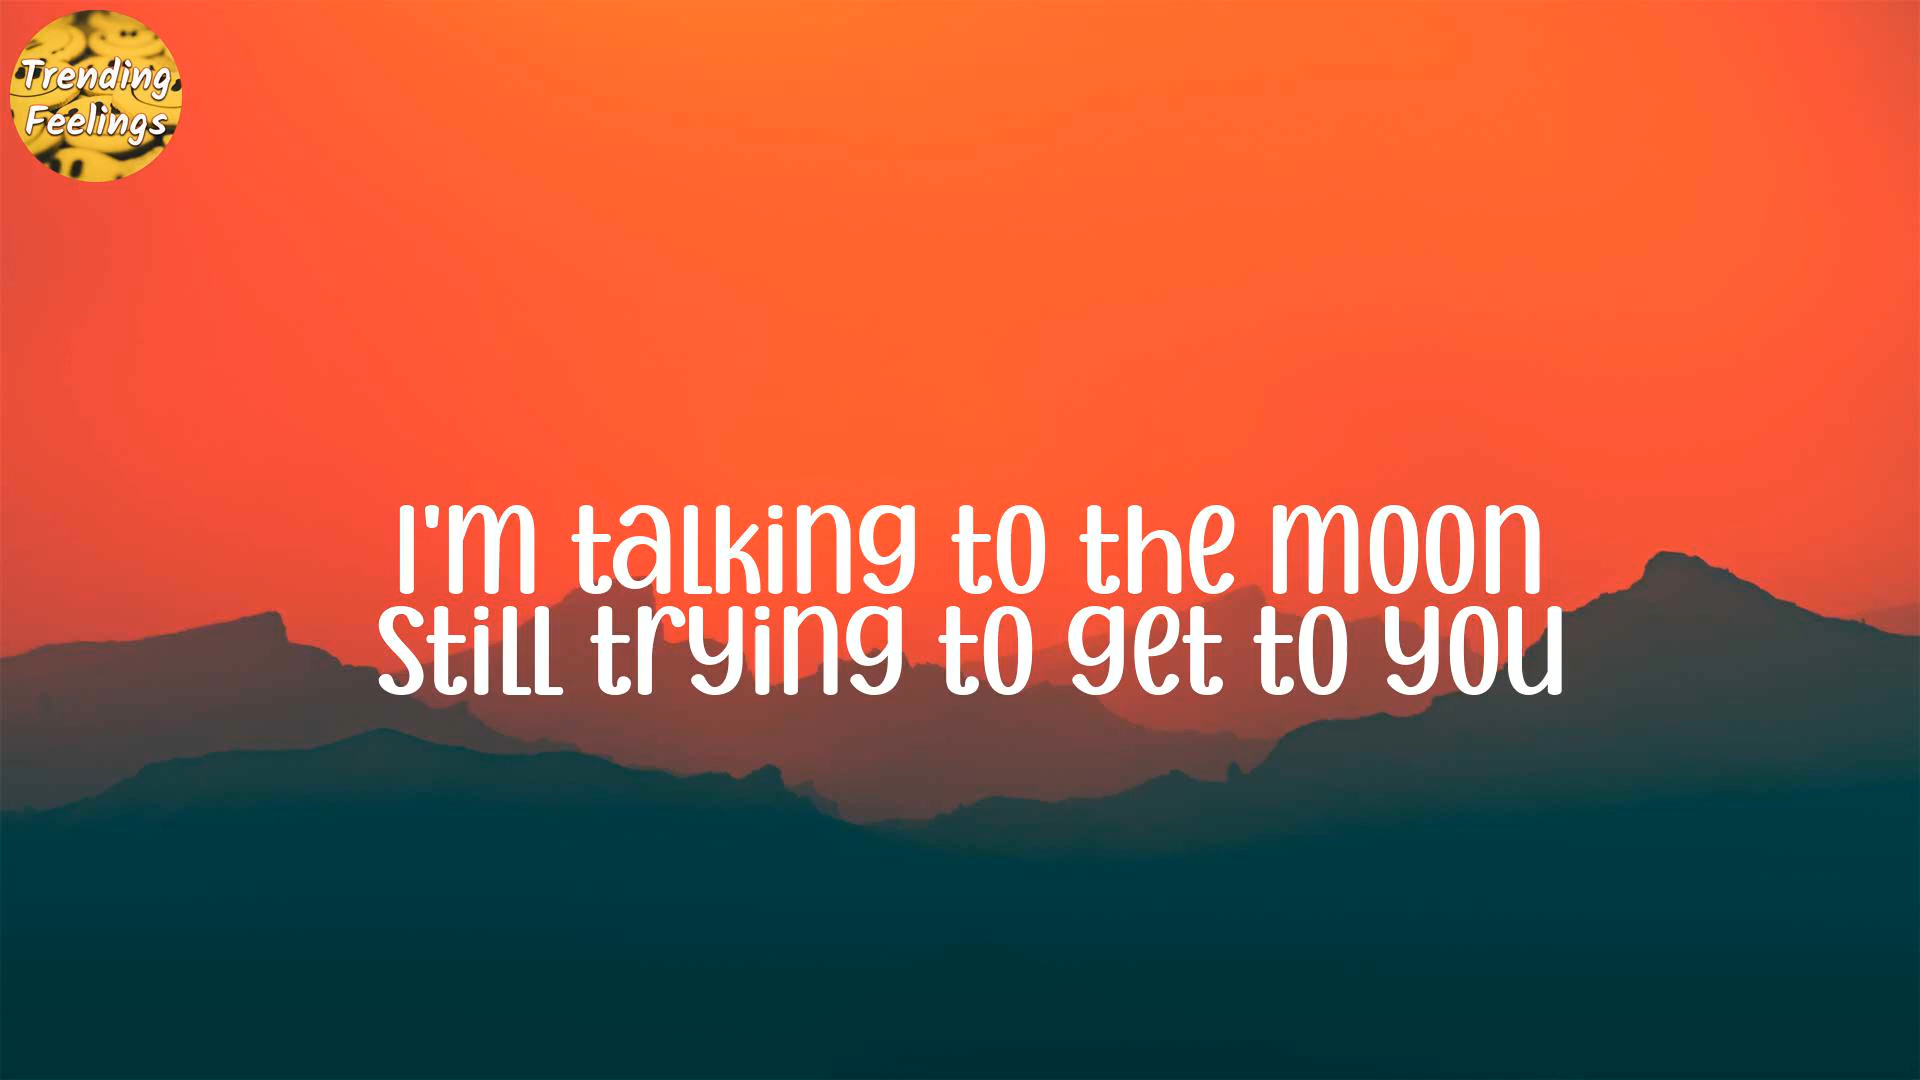 Trending
Feelings
I'm talking to the moon
Still trying to get to you